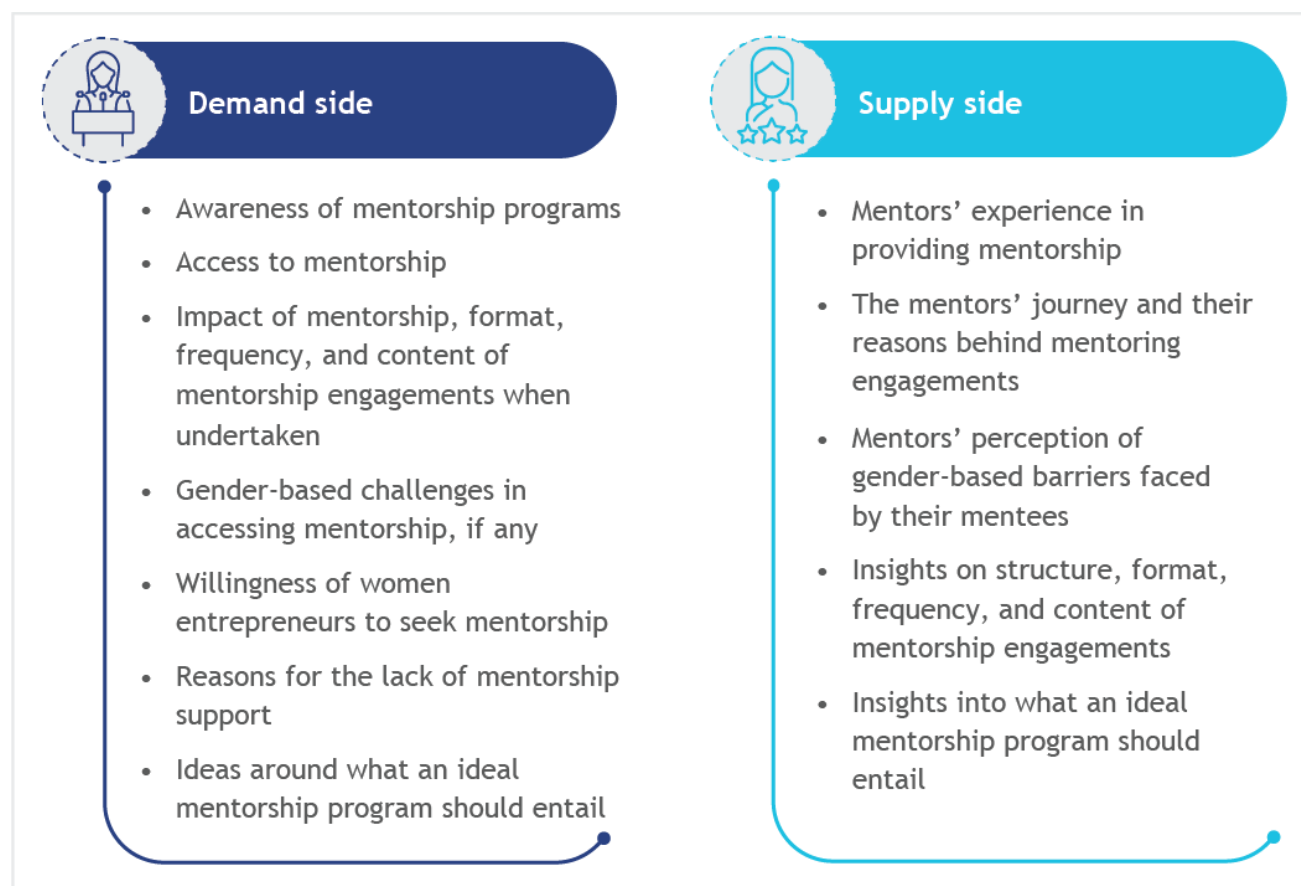 Demand side
• Awareness of mentorship programs
• Access to mentorship
• Impact of mentorship, format,
frequency, and content of
mentorship engagements when
undertaken
• Gender-based challenges in
accessing mentorship, if any
• Willingness of women
entrepreneurs to seek mentorship
• Reasons for the lack of mentorship
support
• Ideas around what an ideal
mentorship program should entail
Supply side
• Mentors’ experience in
providing mentorship
• The mentors’ journey and their
reasons behind mentoring
engagements
• Mentors’ perception of
gender-based barriers faced
by their mentees
• Insights on structure, format,
frequency, and content of
mentorship engagements
• Insights into what an ideal
mentorship program should
entail